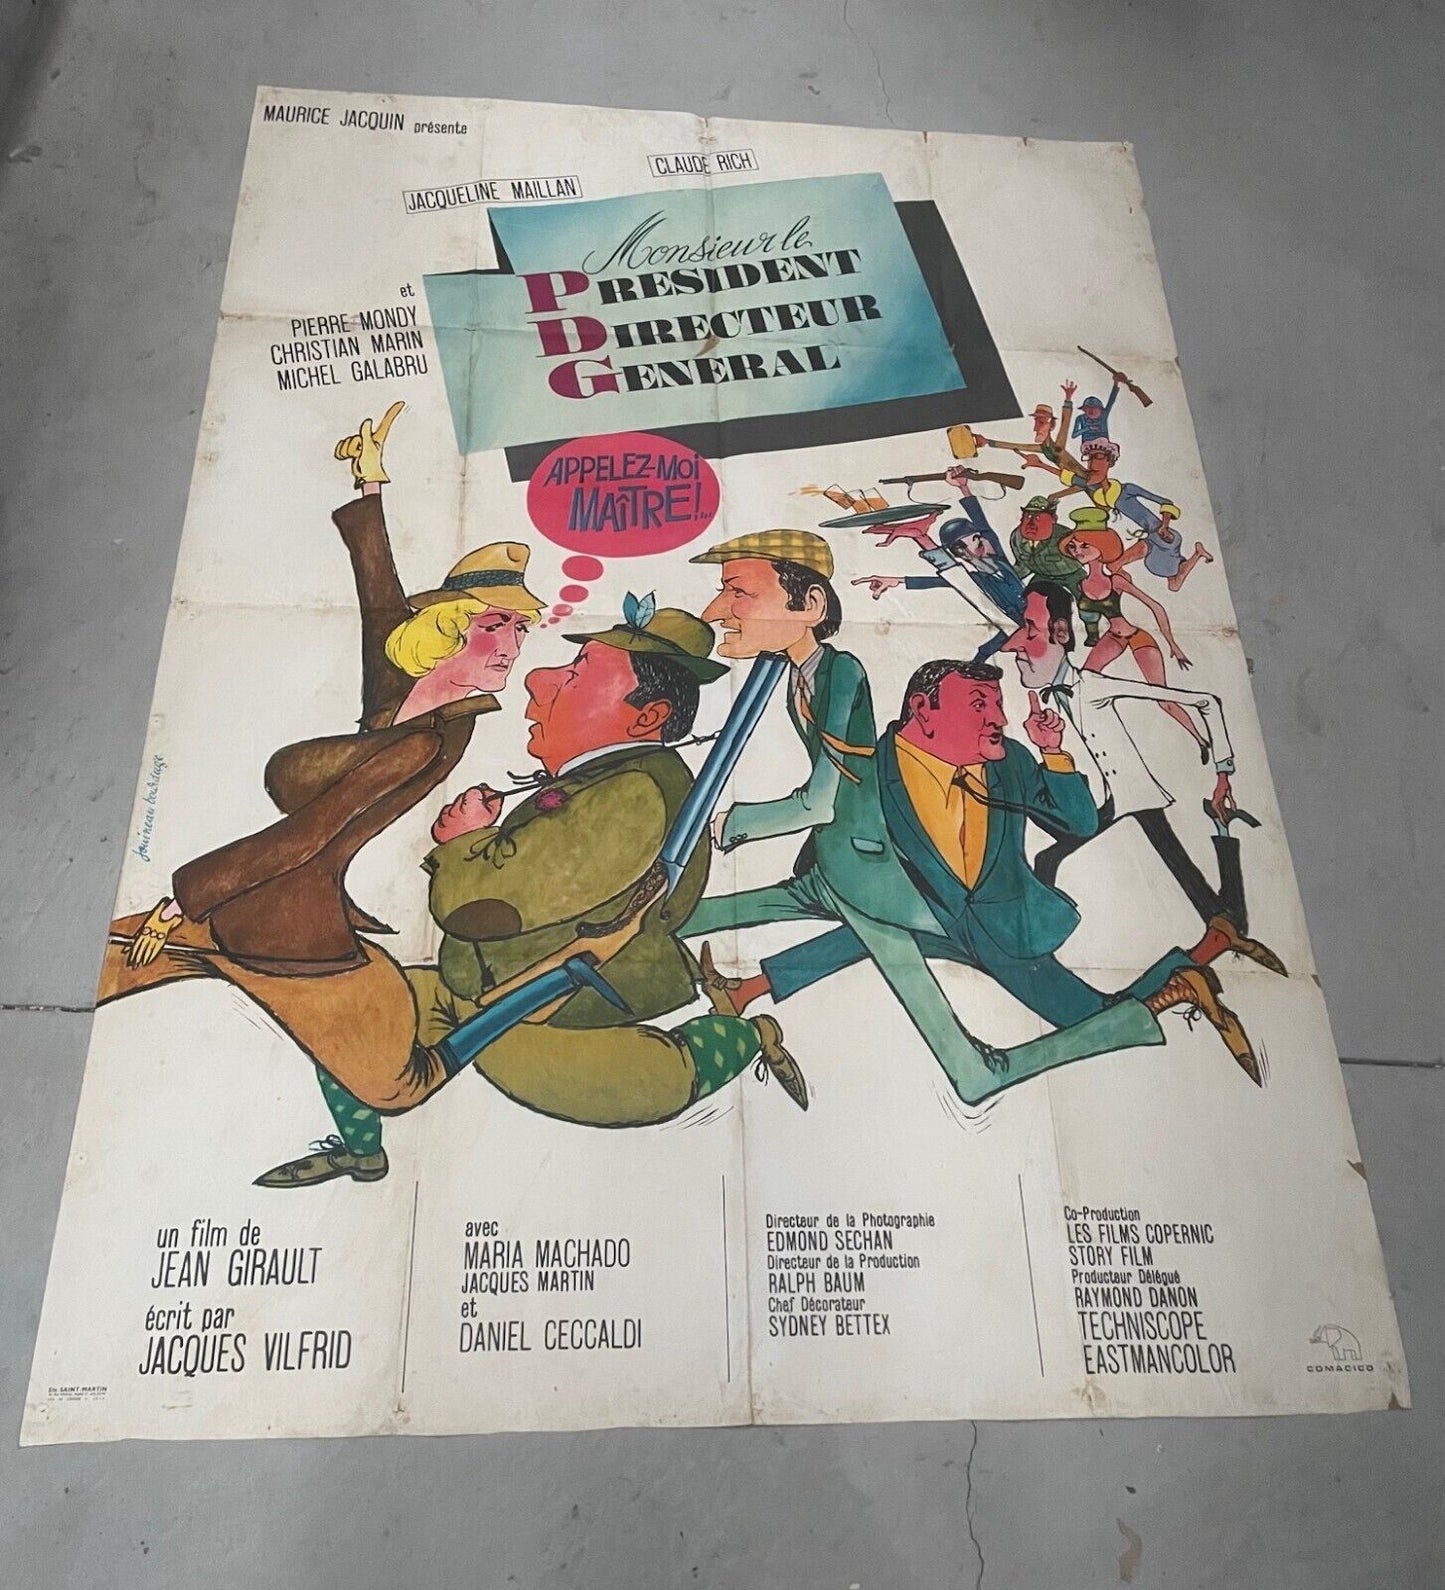 MAURICE JACQUIN présente
CLAUDE RICH
JACQUELINE MAILLAN
Monsieur le
PRESIDENT
DIRECTEUR
GENERAL
et
PIERRE MONDY
CHRISTIAN MARIN
MICHEL GALABRU
APPELEZ-MOI
MAÎTRE!...
un film de
JEAN GIRAULT
écrit par
JACQUES VILFRID
avec
MARIA MACHADO
JACQUES MARTIN
et
DANIEL CECCALDI
Directeur de la Photographie
EDMOND SECHAN
Directeur de la Production
RALPH BAUM
Chef Décorateur
SYDNEY BETTEX
Co-Production
LES FILMS COPERNIC
STORY FILM
Producteur Délégué
RAYMOND DANON
TECHNISCOPE
EASTMANCOLOR
COMACICO
Ets SAINT-MARTIN